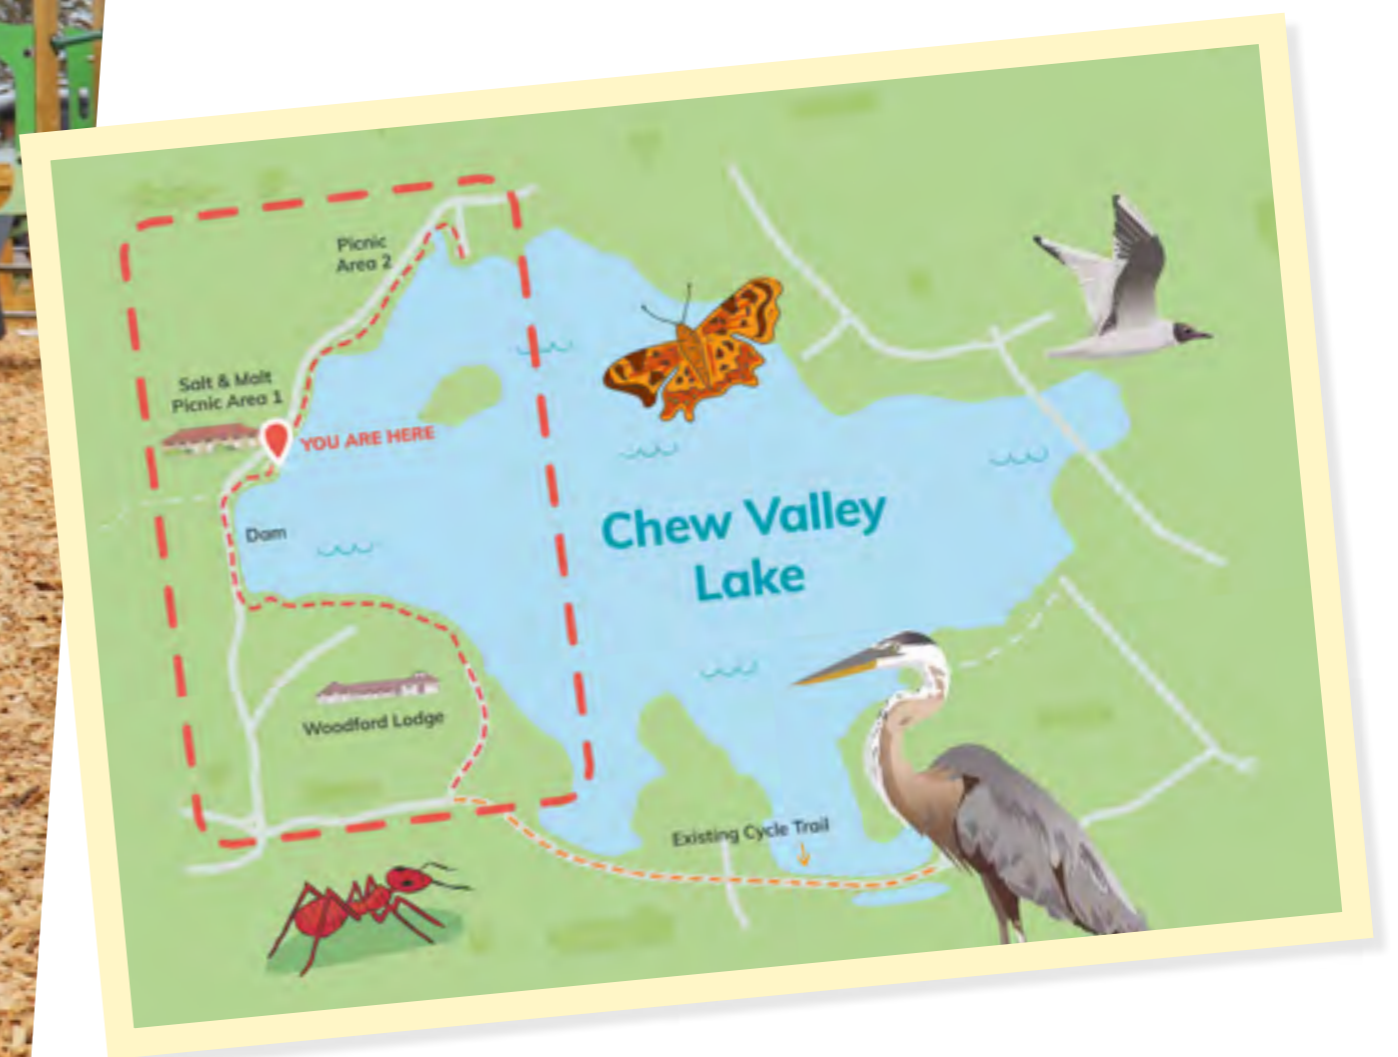 Picnic
Area 2
Salt & Malt
Picnic Area 1
YOU ARE HERE
Dam
Chew Valley
Lake
Woodford Lodge
Existing Cycle Trail